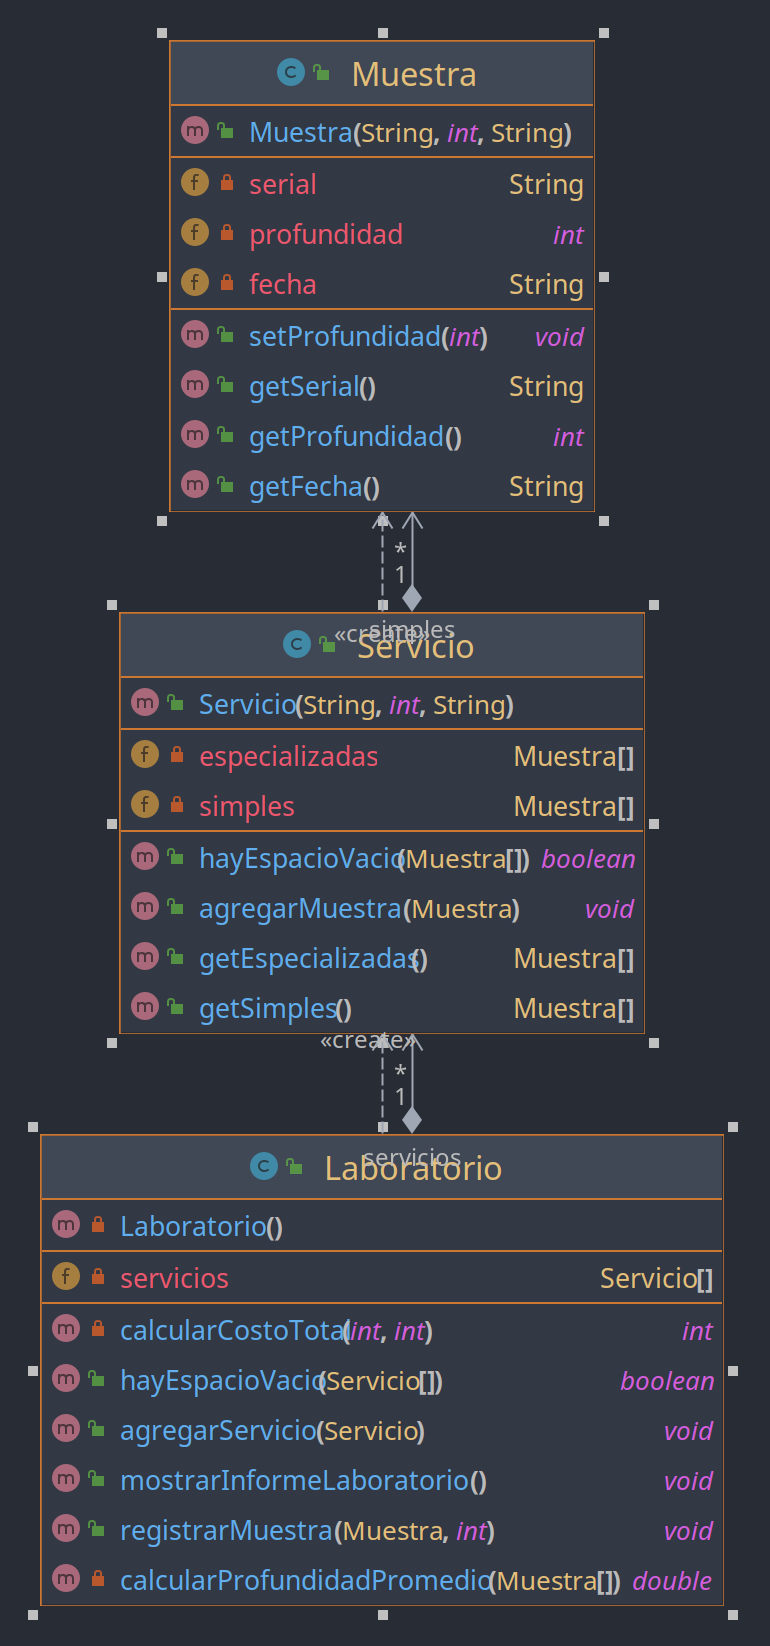 Muestra
Muestra(String, int, String)
serial String
profundidad int
fecha String
setProfundidad(int) void
getSerial() String
getProfundidad() int
getFecha() String
*
1
simples
«create»
Servicio
Servicio(String, int, String)
especializadas Muestra[]
simples Muestra[]
hayEspacioVacio(Muestra[]) boolean
agregarMuestra(Muestra) void
getEspecializadas() Muestra[]
getSimples() Muestra[]
«create»
*
1
servicios
Laboratorio
Laboratorio()
servicios Servicio[]
calcularCostoTotal(int, int) int
hayEspacioVacio(Servicio[]) boolean
agregarServicio(Servicio) void
mostrarInformeLaboratorio() void
registrarMuestra(Muestra, int) void
calcularProfundidadPromedio(Muestra[]) double